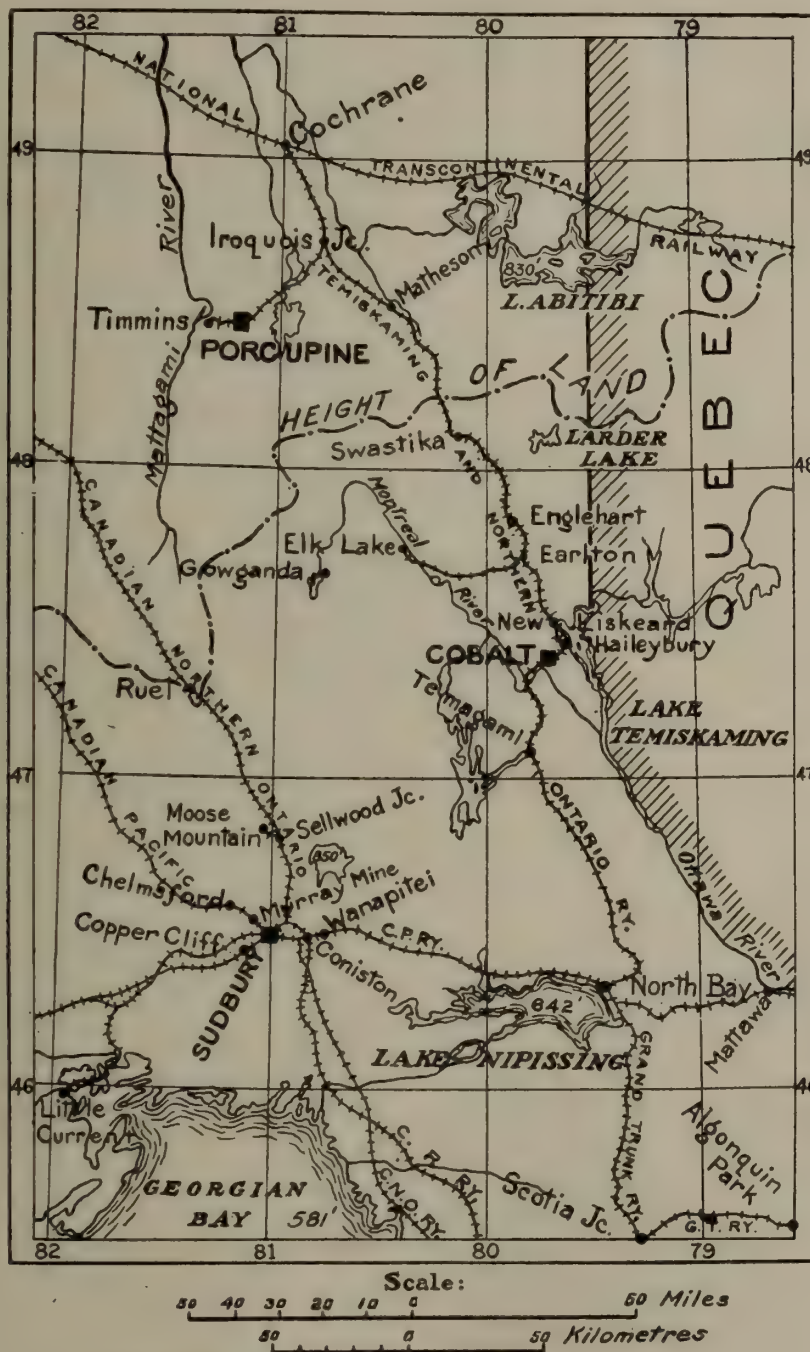 82 81 80 79
NATIONAL
Cochrane
49 49
TRANSCONTINENTAL
River
Iroquois Jc.
RAILWAY
Matheson
830'
L. ABITIBI
TEMISKAMING
Timmins
PORCUPINE
QUEBEC
Mattagami
HEIGHT OF LAND
Swastika
LARDER
LAKE
AND
48 48
CANADIAN
Montreal
Englehart
NORTHERN
Elk Lake
Earlton
Gowganda
River
New Liskeard
Haileybury
NORTHERN
COBALT
Ruel
Temagami
LAKE
TEMISKAMING
CANADIAN
47 47
ONTARIO
ONTARIO RY.
Moose
Mountain
Sellwood Jc.
PACIFIC
850'
Ottawa
Chelmsford
Murray Mine
Wanapitei
Copper Cliff
C.P.RY.
River
Coniston
North Bay
SUDBURY
642'
Mattawa
LAKE NIPISSING
GRAND TRUNK RY.
46 46
Little
Current
Algonquin
Park
C. P. RY.
Scotia Jc.
GEORGIAN
BAY 581'
C.N.O.RY.
G.T. RY.
82 81 80 79
Scale:
50 40 30 20 10 0 50 Miles
50 0 50 Kilometres